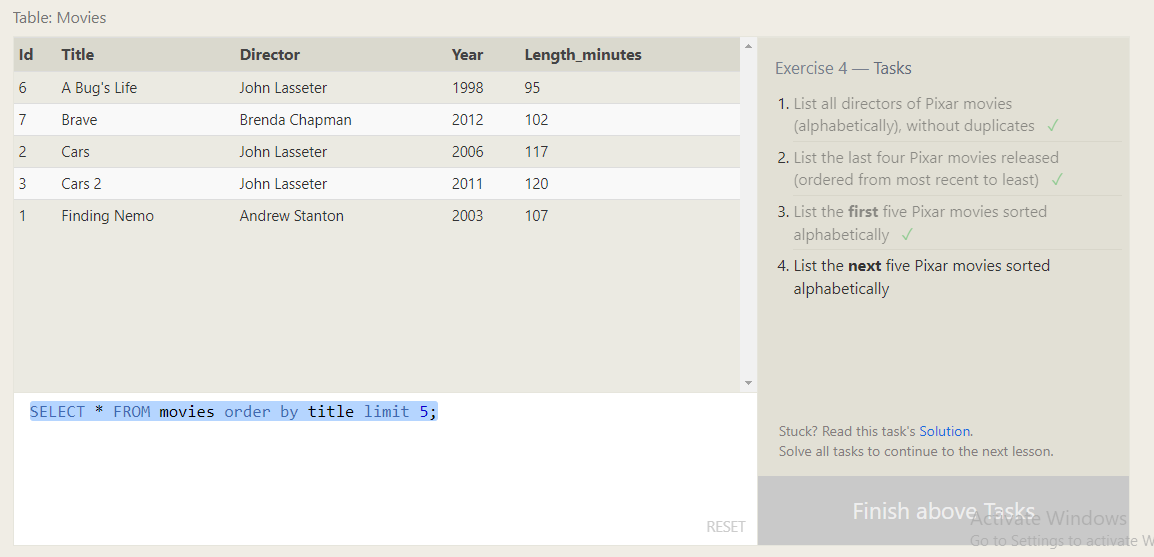 Table: Movies
Id Title Director Year Length_minutes
6 A Bug's Life John Lasseter 1998 95
7 Brave Brenda Chapman 2012 102
2 Cars John Lasseter 2006 117
3 Cars 2 John Lasseter 2011 120
1 Finding Nemo Andrew Stanton 2003 107
SELECT * FROM movies order by title limit 5;
RESET
Exercise 4 — Tasks
1. List all directors of Pixar movies
(alphabetically), without duplicates ✓
2. List the last four Pixar movies released
(ordered from most recent to least) ✓
3. List the first five Pixar movies sorted
alphabetically ✓
4. List the next five Pixar movies sorted
alphabetically
Stuck? Read this task's Solution.
Solve all tasks to continue to the next lesson.
Finish above Tasks
Activate Windows
Go to Settings to activate W